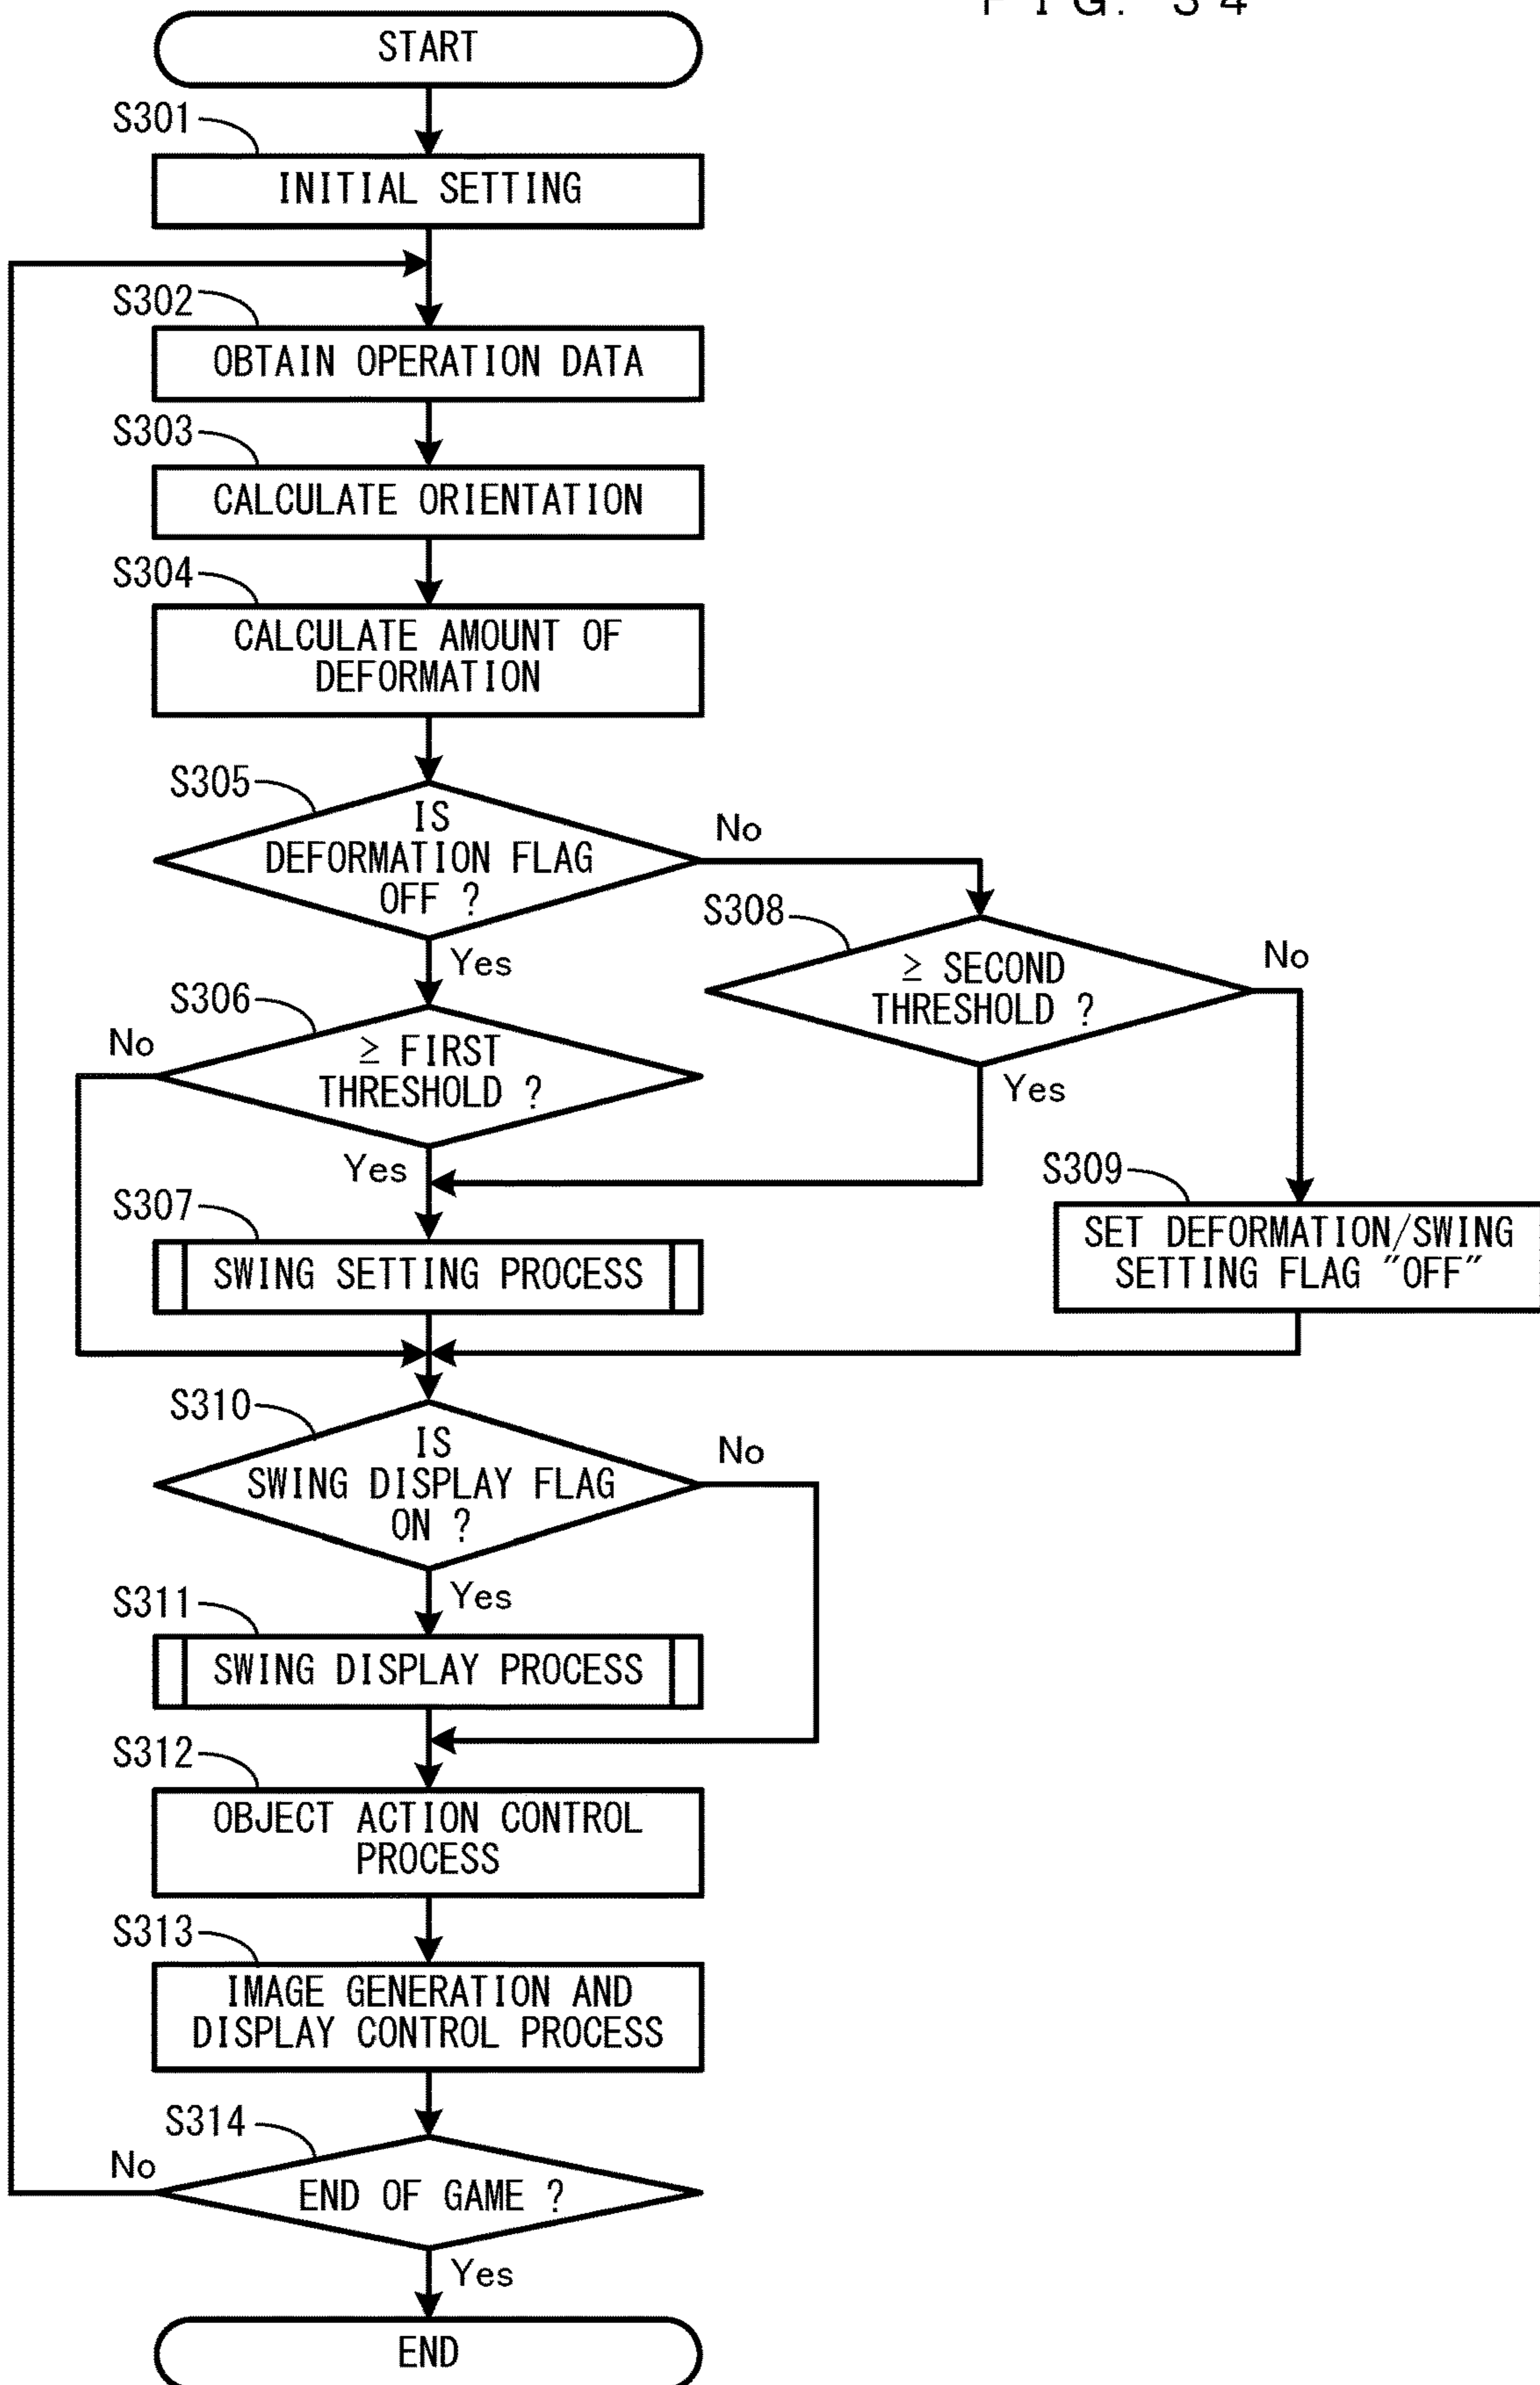 FIG. 34
START
S301
INITIAL SETTING
S302
OBTAIN OPERATION DATA
S303
CALCULATE ORIENTATION
S304
CALCULATE AMOUNT OF
DEFORMATION
S305
IS
DEFORMATION FLAG
OFF ?
No
Yes
S308
≥ SECOND
THRESHOLD ?
No
Yes
S306
≥ FIRST
THRESHOLD ?
No
Yes
S309
SET DEFORMATION/SWING
SETTING FLAG "OFF"
S307
SWING SETTING PROCESS
S310
IS
SWING DISPLAY FLAG
ON ?
No
Yes
S311
SWING DISPLAY PROCESS
S312
OBJECT ACTION CONTROL
PROCESS
S313
IMAGE GENERATION AND
DISPLAY CONTROL PROCESS
S314
END OF GAME ?
No
Yes
END